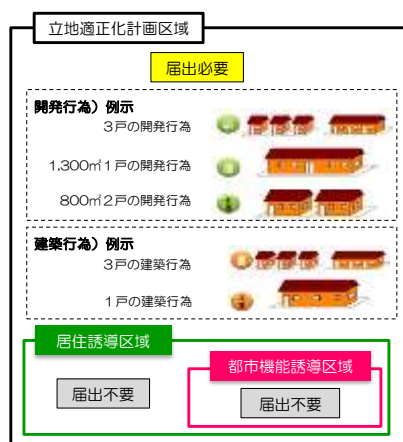 立地適正化計画区域
届出必要
開発行為）例示
3戸の開発行為
1,300㎡1戸の開発行為
800㎡2戸の開発行為
建築行為）例示
3戸の建築行為
1戸の建築行為
居住誘導区域
都市機能誘導区域
届出不要
届出不要